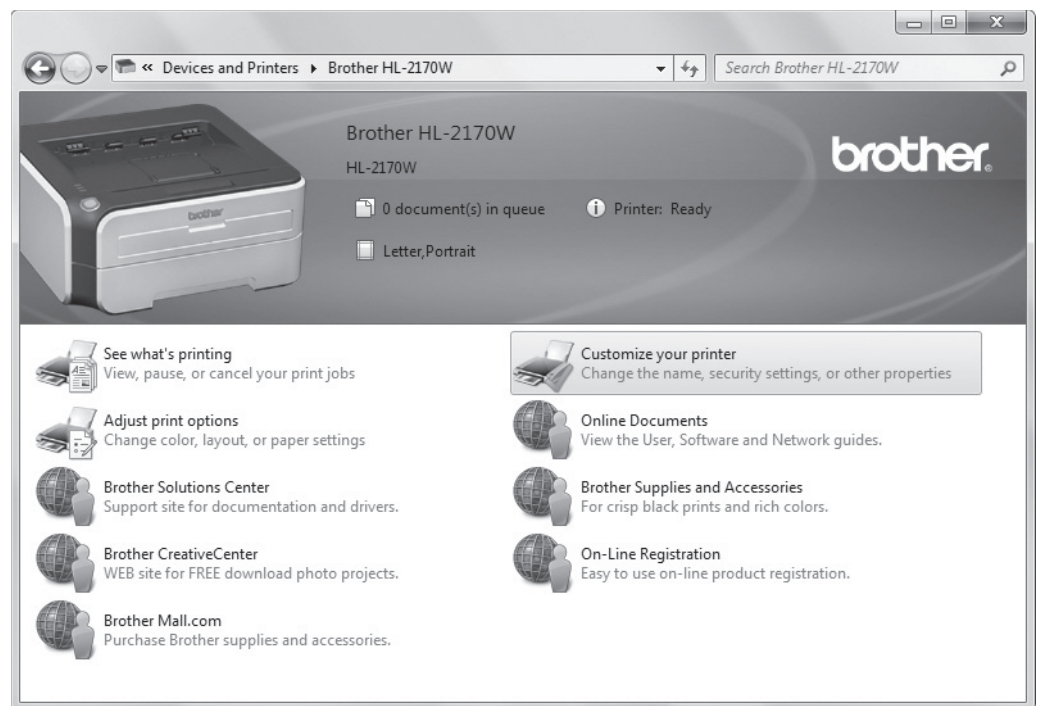 « Devices and Printers ▸ Brother HL-2170W
Search Brother HL-2170W
Brother HL-2170W
HL-2170W
brother.
brother
0 document(s) in queue
Printer: Ready
Letter,Portrait
See what's printing
View, pause, or cancel your print jobs
Customize your printer
Change the name, security settings, or other properties
Adjust print options
Change color, layout, or paper settings
Online Documents
View the User, Software and Network guides.
Brother Solutions Center
Support site for documentation and drivers.
Brother Supplies and Accessories
For crisp black prints and rich colors.
Brother CreativeCenter
WEB site for FREE download photo projects.
On-Line Registration
Easy to use on-line product registration.
Brother Mall.com
Purchase Brother supplies and accessories.